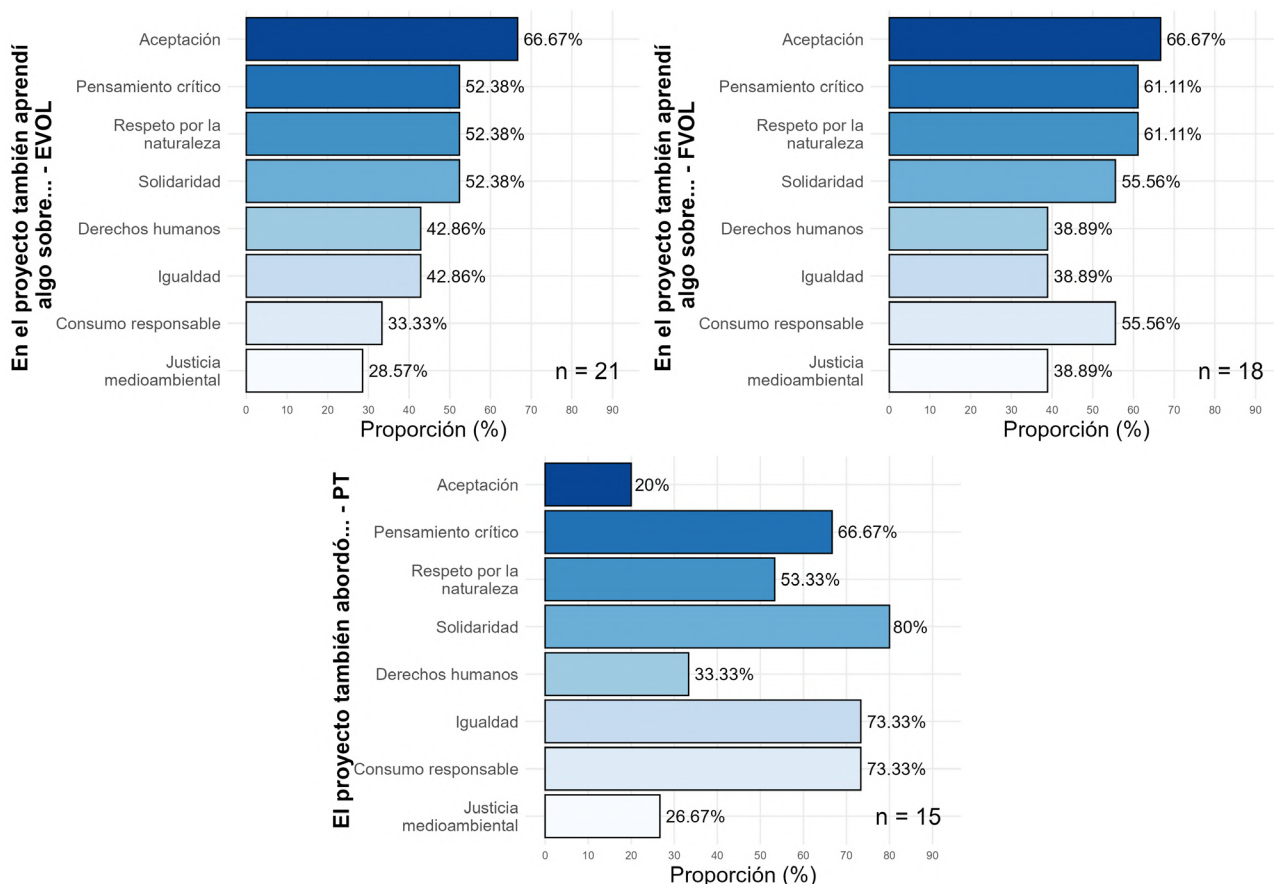 En el proyecto también aprendí
algo sobre... - EVOL
Aceptación
66.67%
Pensamiento crítico
52.38%
Respeto por la
naturaleza
52.38%
Solidaridad
52.38%
Derechos humanos
42.86%
Igualdad
42.86%
Consumo responsable
33.33%
Justicia
medioambiental
28.57%
n = 21
0 10 20 30 40 50 60 70 80 90
Proporción (%)
En el proyecto también aprendí
algo sobre... - FVOL
Aceptación
66.67%
Pensamiento crítico
61.11%
Respeto por la
naturaleza
61.11%
Solidaridad
55.56%
Derechos humanos
38.89%
Igualdad
38.89%
Consumo responsable
55.56%
Justicia
medioambiental
38.89%
n = 18
0 10 20 30 40 50 60 70 80 90
Proporción (%)
El proyecto también abordó... - PT
Aceptación
20%
Pensamiento crítico
66.67%
Respeto por la
naturaleza
53.33%
Solidaridad
80%
Derechos humanos
33.33%
Igualdad
73.33%
Consumo responsable
73.33%
Justicia
medioambiental
26.67%
n = 15
0 10 20 30 40 50 60 70 80 90
Proporción (%)